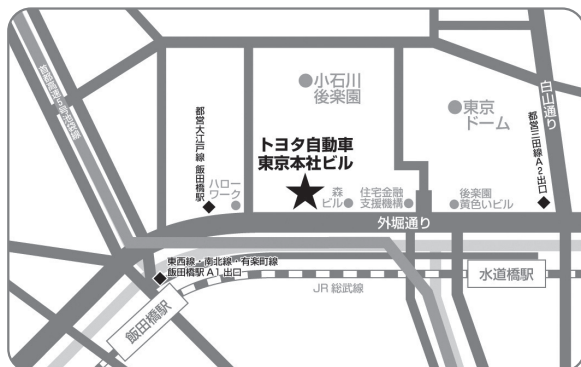 首都高速5号池袋線
都営大江戸線 飯田橋駅
ハロー
ワーク
小石川
後楽園
トヨタ自動車
東京本社ビル
森
ビル
住宅金融
支援機構
東京
ドーム
後楽園
黄色いビル
都営三田線A2出口
白山通り
外堀通り
東西線・南北線・有楽町線
飯田橋駅A1出口
飯田橋駅
JR総武線
水道橋駅